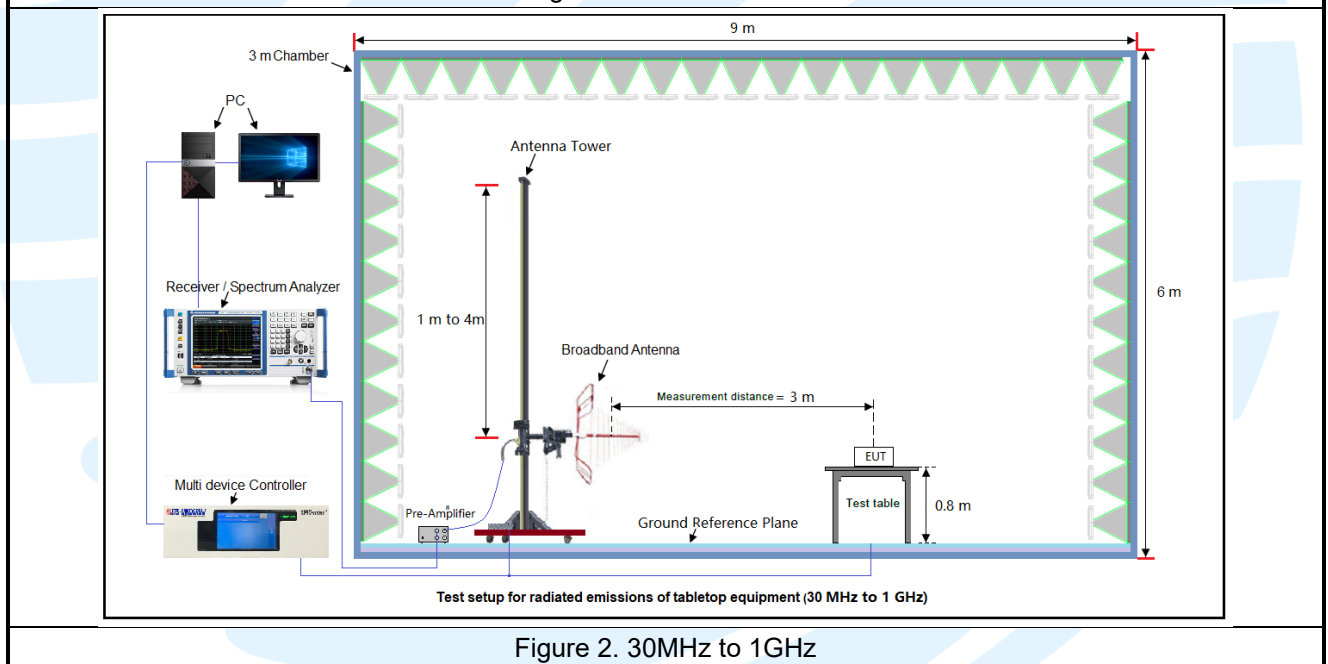 9 m
3 m Chamber
PC
Antenna Tower
Receiver / Spectrum Analyzer
6 m
1 m to 4m
Broadband Antenna
Measurement distance = 3 m
EUT
Multi device Controller
Pre-Amplifier
Test table
0.8 m
Ground Reference Plane
Test setup for radiated emissions of tabletop equipment (30 MHz to 1 GHz)
Figure 2. 30MHz to 1GHz